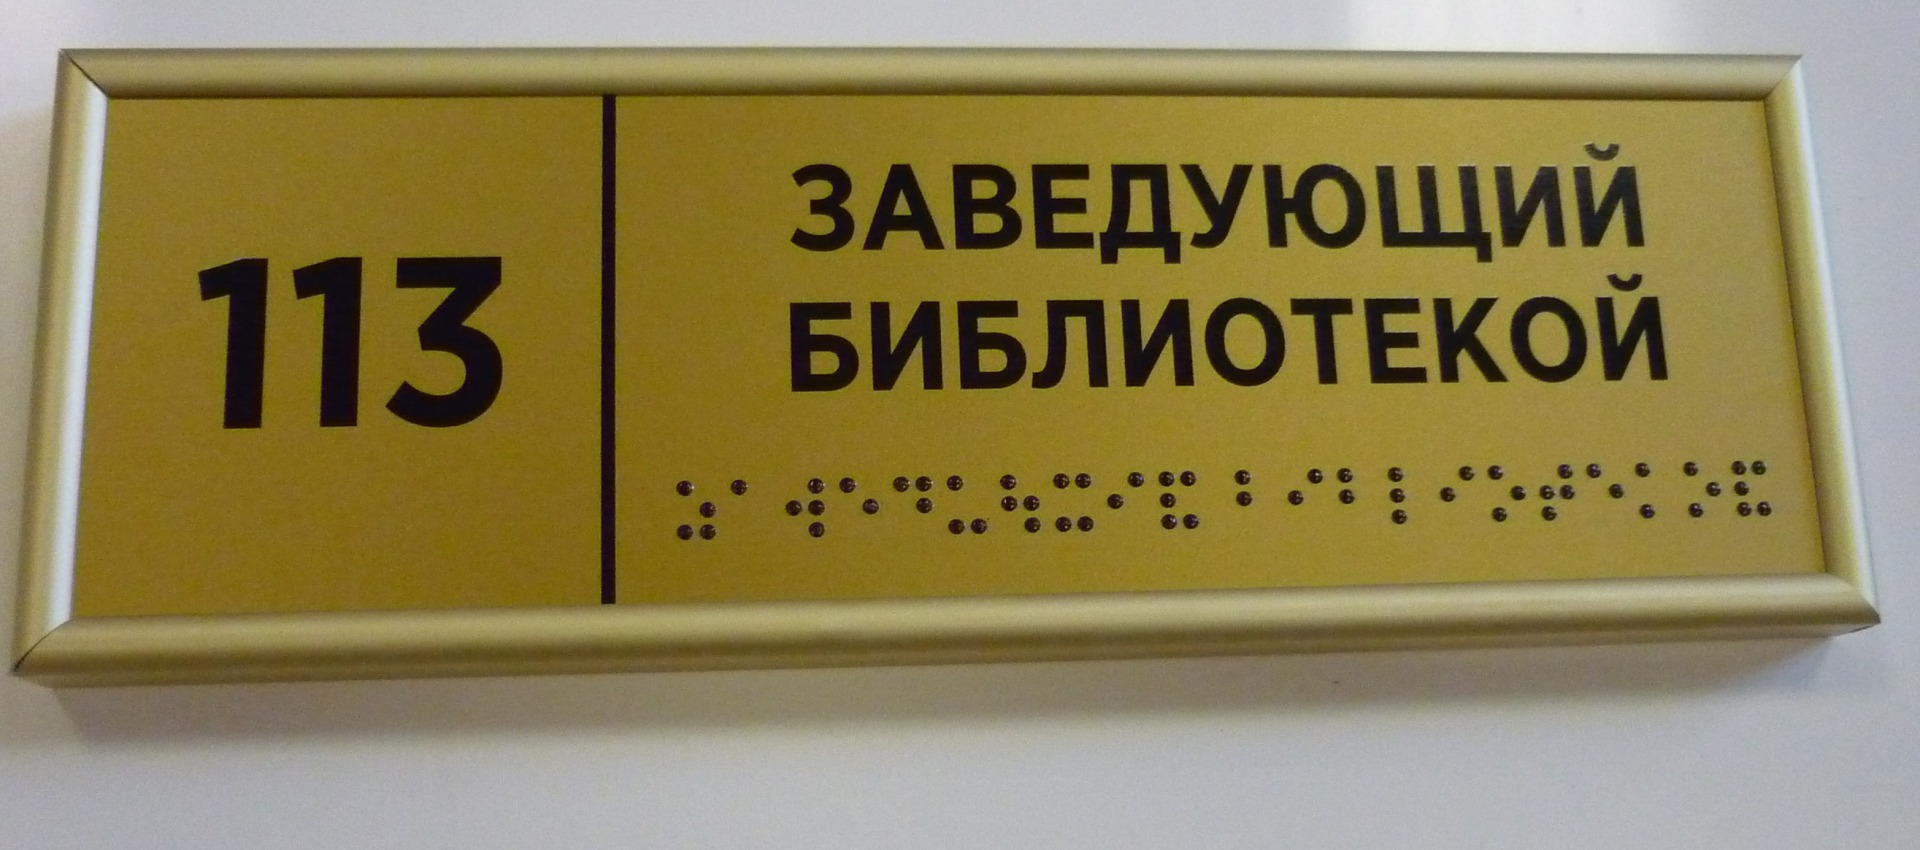 113
ЗАВЕДУЮЩИЙ
БИБЛИОТЕКОЙ
⠵⠁⠺⠑⠙⠥⠳⠭⠊⠯ ⠃⠊⠃⠇⠊⠕⠞⠑⠅⠕⠯